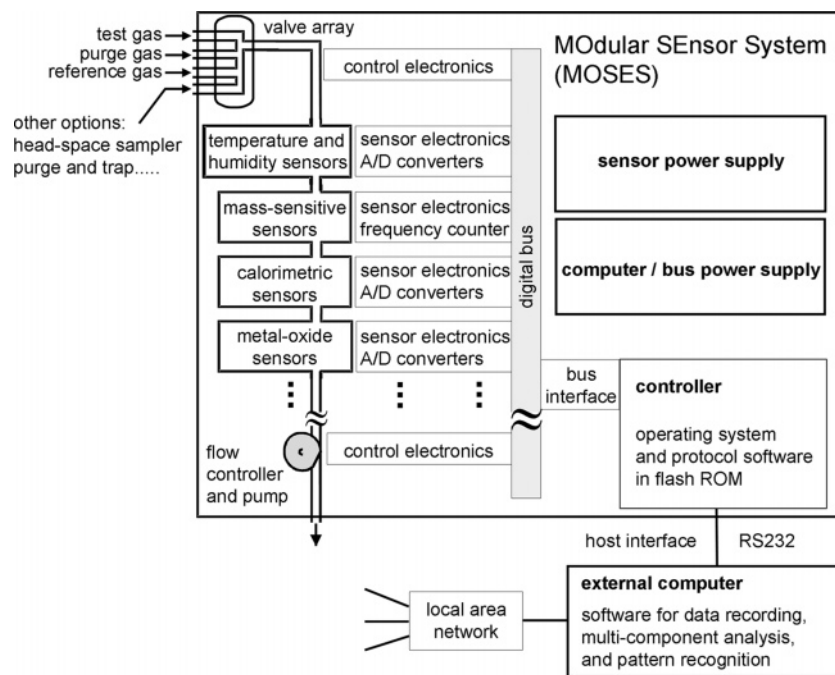 test gas
purge gas
reference gas
valve array
other options:
head-space sampler
purge and trap.....
control electronics
MOdular SEnsor System
(MOSES)
temperature and
humidity sensors
sensor electronics
A/D converters
mass-sensitive
sensors
sensor electronics
frequency counter
calorimetric
sensors
sensor electronics
A/D converters
metal-oxide
sensors
sensor electronics
A/D converters
digital bus
sensor power supply
computer / bus power supply
bus
interface
controller
operating system
and protocol software
in flash ROM
flow
controller
and pump
c
control electronics
host interface
RS232
external computer
software for data recording,
multi-component analysis,
and pattern recognition
local area
network